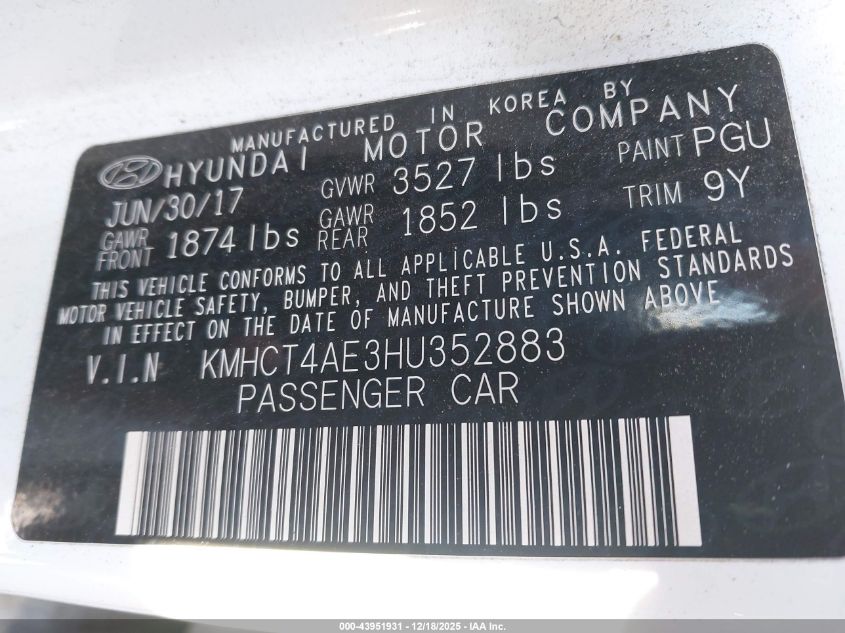 MANUFACTURED IN KOREA BY
HYUNDAI MOTOR COMPANY
JUN/30/17 GVWR 3527 lbs PAINT PGU
GAWR FRONT 1874 lbs GAWR REAR 1852 lbs TRIM 9Y
THIS VEHICLE CONFORMS TO ALL APPLICABLE U.S.A. FEDERAL
MOTOR VEHICLE SAFETY, BUMPER, AND THEFT PREVENTION STANDARDS
IN EFFECT ON THE DATE OF MANUFACTURE SHOWN ABOVE
V.I.N KMHCT4AE3HU352883
PASSENGER CAR
000-43951931 - 12/18/2025 - IAA Inc.